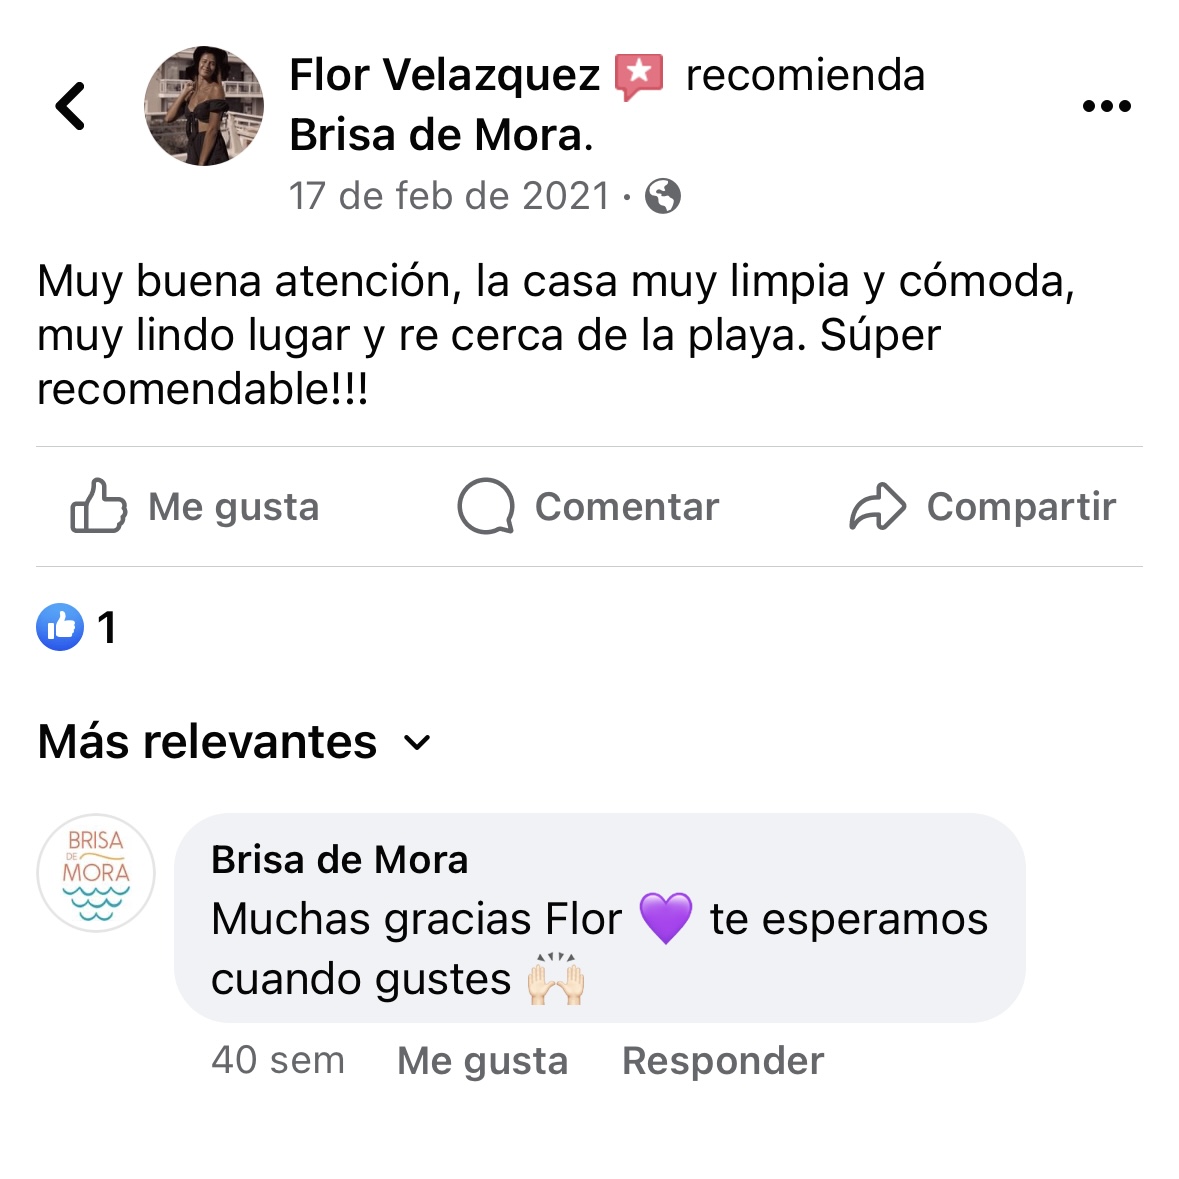 Flor Velazquez recomienda
Brisa de Mora.
17 de feb de 2021 ·
Muy buena atención, la casa muy limpia y cómoda,
muy lindo lugar y re cerca de la playa. Súper
recomendable!!!
Me gusta Comentar Compartir
1
Más relevantes
BRISA
DE
MORA
Brisa de Mora
Muchas gracias Flor 💜 te esperamos
cuando gustes 🙌🏻
40 sem Me gusta Responder